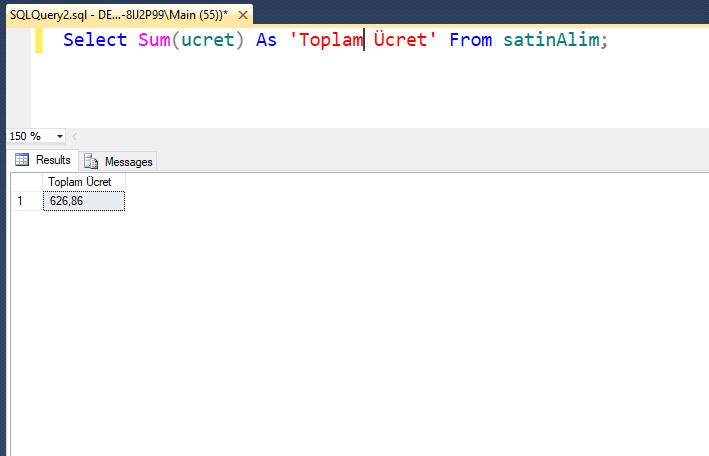 SQLQuery2.sql - DE...-8IJ2P99\Main (55))*
Select Sum(ucret) As 'Toplam Ücret' From satinAlim;
150 %
Results Messages
Toplam Ücret
1 626,86